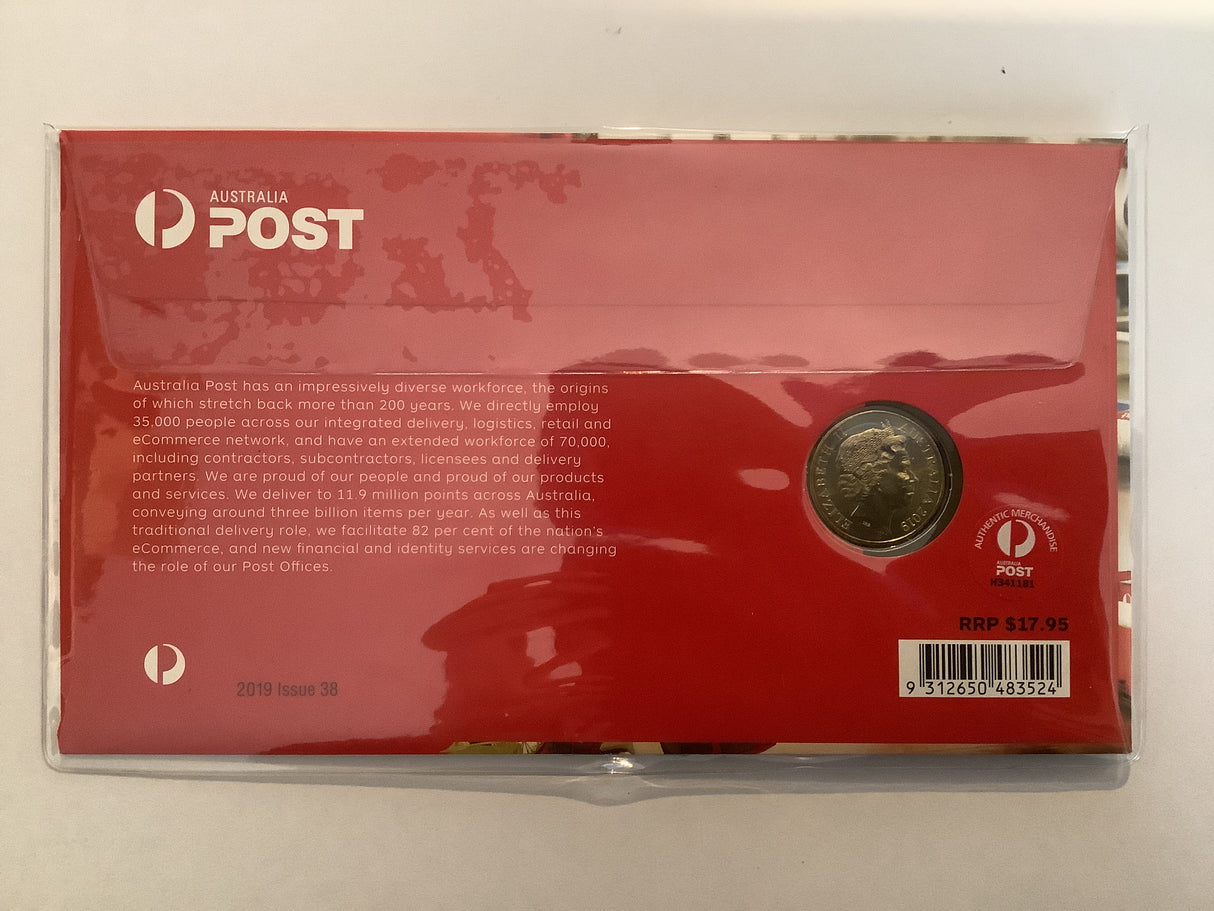 AUSTRALIA
POST
Australia Post has an impressively diverse workforce, the origins
of which stretch back more than 200 years. We directly employ
35,000 people across our integrated delivery, logistics, retail and
eCommerce network, and have an extended workforce of 70,000,
including contractors, subcontractors, licensees and delivery
partners. We are proud of our people and proud of our products
and services. We deliver to 11.9 million points across Australia,
conveying around three billion items per year. As well as this
traditional delivery role, we facilitate 82 per cent of the nation's
eCommerce, and new financial and identity services are changing
the role of our Post Offices.
2019 Issue 38
ELIZABETH II AUSTRALIA 2019
AUTHENTIC MERCHANDISE
AUSTRALIA
POST
H341181
RRP $17.95
9 312650 483524